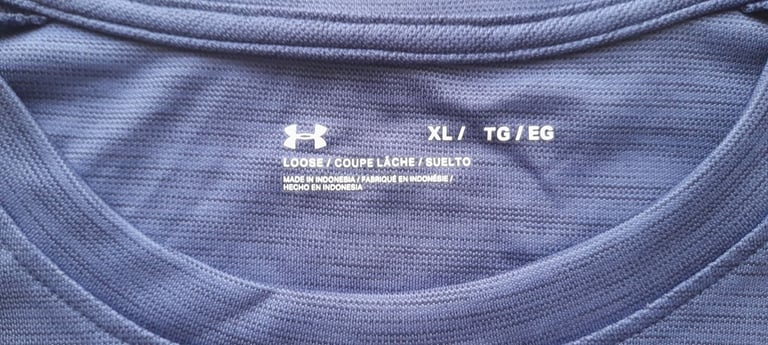 XL / TG / EG
LOOSE / COUPE LÂCHE / SUELTO
MADE IN INDONESIA / FABRIQUÉ EN INDONÉSIE /
HECHO EN INDONESIA